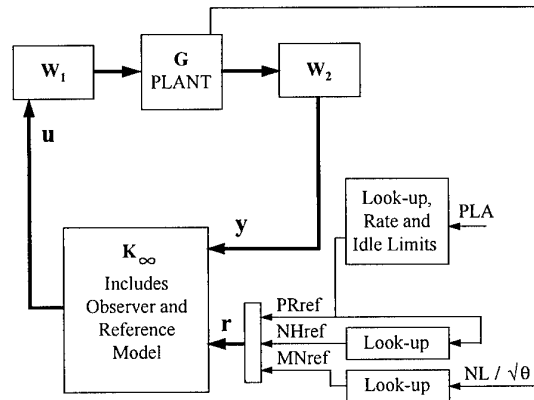 G
PLANT
W₁
W₂
u
y
Look-up,
Rate and
Idle Limits
PLA
K∞
Includes
Observer and
Reference
Model
r
PRref
NHref
Look-up
MNref
Look-up
NL / √θ